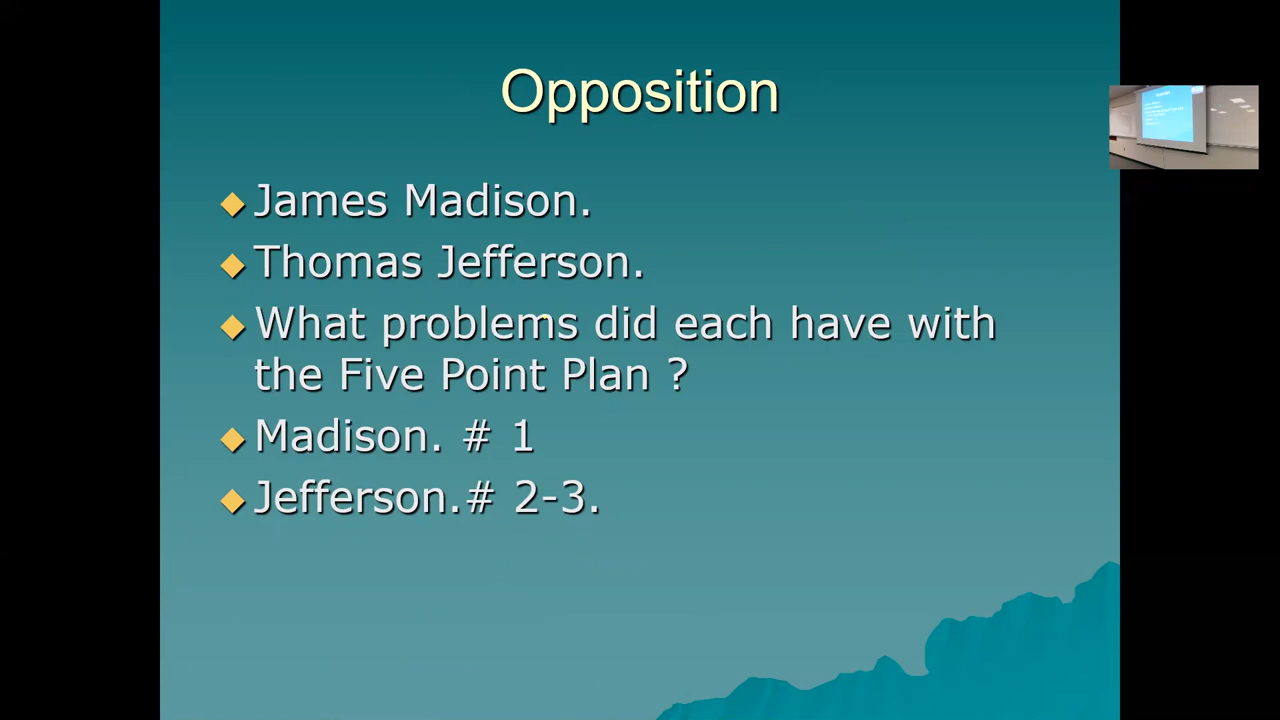 Opposition
James Madison.
Thomas Jefferson.
What problems did each have with
the Five Point Plan ?
Madison. # 1
Jefferson.# 2-3.